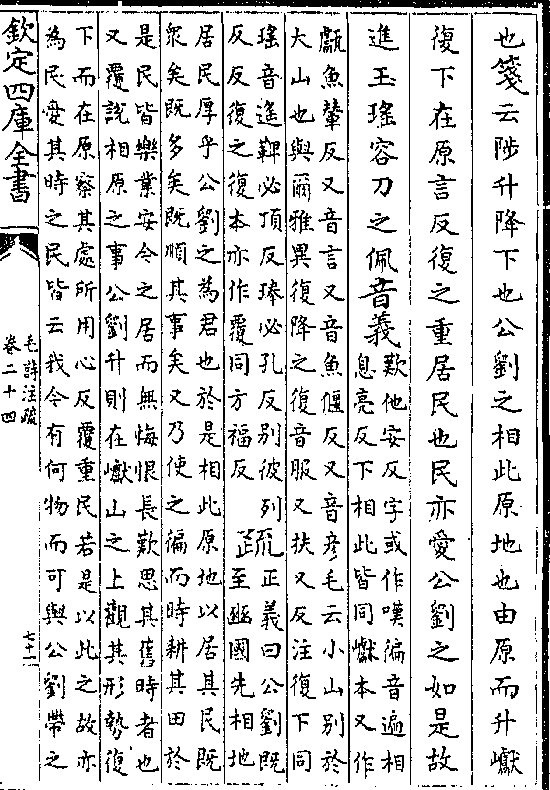 也箋云陟升降下也公劉之相此原地也由原而升巘
復下在原言反復之重居民也民亦愛公劉之如是故
進玉瑤容刀之佩音義歎他安反字或作嘆徧音遍相
息亮反下相此皆同巘本又作
甗魚輦反又音言又音魚偃反又音彦毛云小山别於
大山也與爾雅異復降之復音服又扶又反注復下同
瑤音遙鞞必頂反琫必孔反别彼列
反反復之復本亦作覆同方福反
疏正義曰公劉既
至豳國先相地
居民厚乎公劉之為君也於是相此原地以居其民既
衆矣既多矣既順其事矣又乃使之徧而時耕其田於
是民皆樂業安今之居而無悔恨長歎思其舊時者也
又覆說相原之事公劉升則在巘山之上觀其形勢復
下而在原察其處所用心反覆重民若是以此之故亦
為民愛其時之民皆云我今有何物而可與公劉帶之
欽定四庫全書
毛詩注疏
卷二十四
七十二